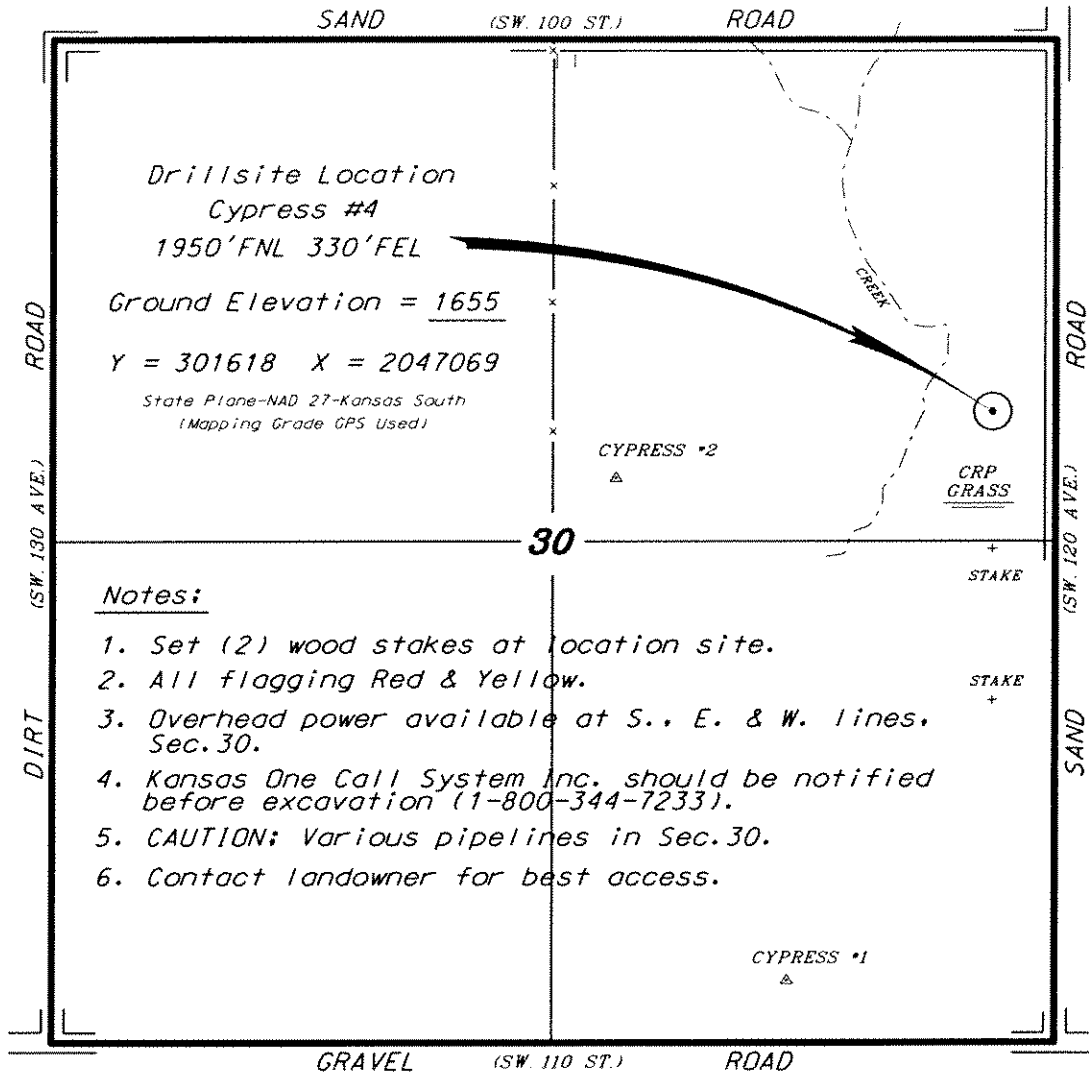 SAND (SW. 100 ST.) ROAD
Drillsite Location
Cypress #4
1950'FNL 330'FEL
Ground Elevation = 1655
Y = 301618 X = 2047069
State Plane-NAD 27-Kansas South
(Mapping Grade GPS Used)
CREEK
CYPRESS #2
CRP
GRASS
ROAD
(SW. 130 AVE.)
DIRT
ROAD
(SW. 120 AVE.)
SAND
30
STAKE
STAKE
Notes:
1. Set (2) wood stakes at location site.
2. All flagging Red & Yellow.
3. Overhead power available at S., E. & W. lines,
Sec.30.
4. Kansas One Call System Inc. should be notified
before excavation (1-800-344-7233).
5. CAUTION: Various pipelines in Sec.30.
6. Contact landowner for best access.
CYPRESS #1
GRAVEL (SW. 110 ST.) ROAD